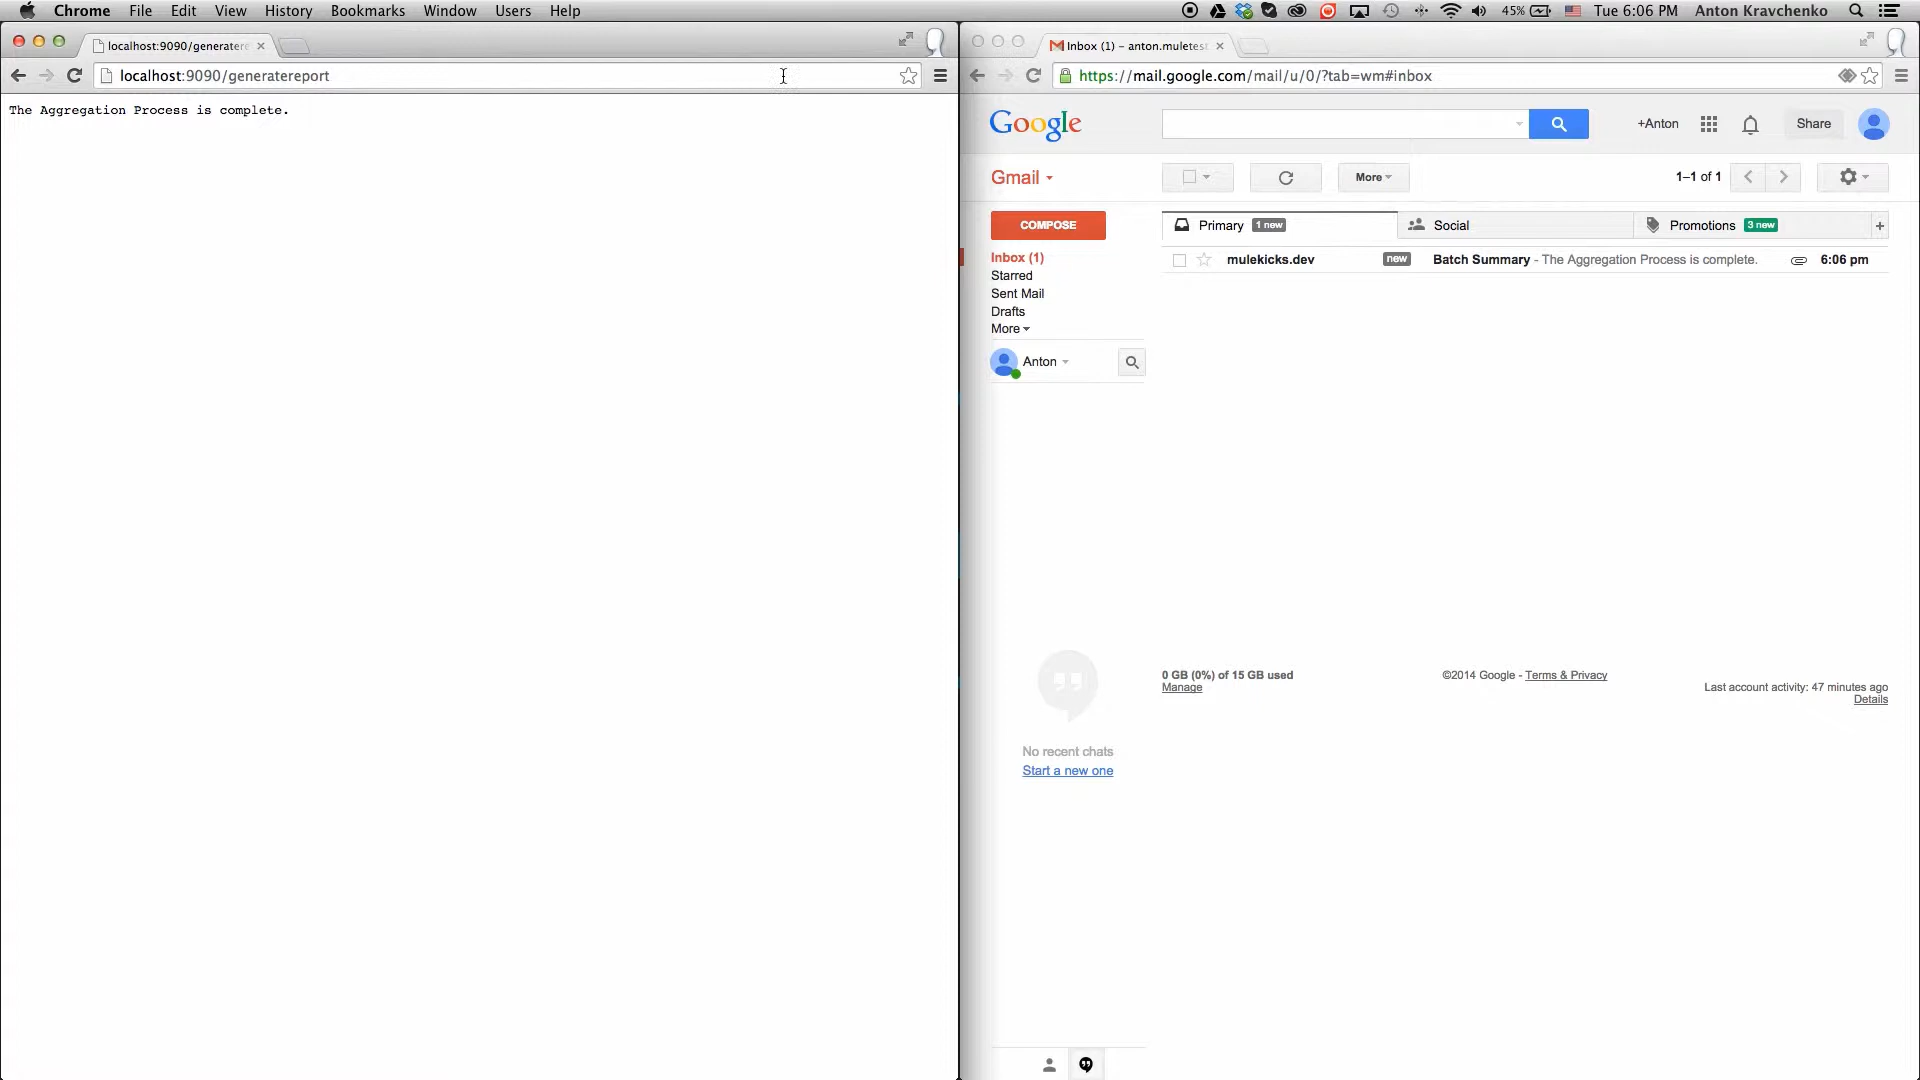 Chrome File Edit View History Bookmarks Window Users Help
45% Tue 6:06 PM Anton Kravchenko
localhost:9090/generatere
localhost:9090/generatereport
The Aggregation Process is complete.
Inbox (1) – anton.muletes
https://mail.google.com/mail/u/0/?tab=wm#inbox
Google
+Anton
Share
Gmail
More
1–1 of 1
COMPOSE
Inbox (1)
Starred
Sent Mail
Drafts
More
Anton
Primary 1 new
Social
Promotions 3 new
+
mulekicks.dev new Batch Summary - The Aggregation Process is complete. 6:06 pm
0 GB (0%) of 15 GB used
Manage
©2014 Google - Terms & Privacy
Last account activity: 47 minutes ago
Details
No recent chats
Start a new one